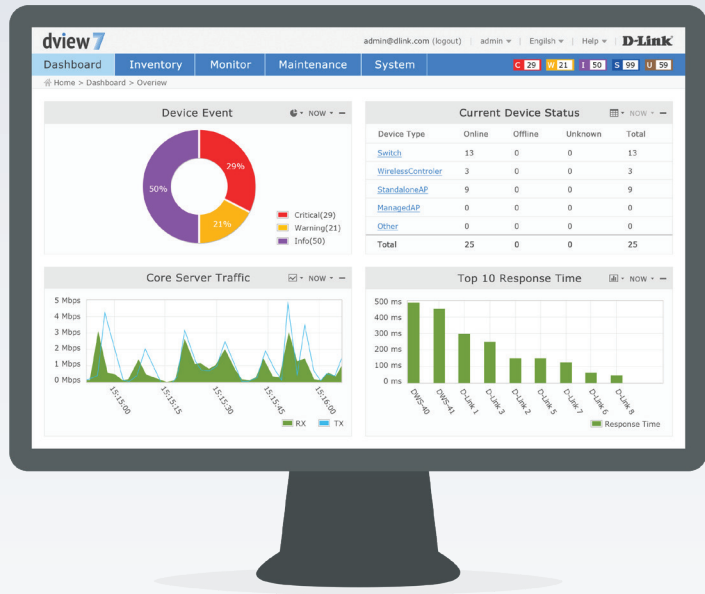 dview 7
admin@dlink.com (logout) | admin | English | Help | D-Link
Dashboard Inventory Monitor Maintenance System C 29 W 21 I 50 S 99 U 59
Home > Dashboard > Overiew
Device Event NOW
29%
50%
21%
Critical(29)
Warning(21)
Info(50)
Current Device Status NOW
Device Type Online Offline Unknown Total
Switch 13 0 0 13
WirelessControler 3 0 0 3
StandaloneAP 9 0 0 9
ManagedAP 0 0 0 0
Other 0 0 0 0
Total 25 0 0 25
Core Server Traffic NOW
5 Mbps
4 Mbps
3 Mbps
2 Mbps
1 Mbps
0 Mbps
15:15:00 15:15:15 15:15:30 15:15:45 15:16:00
RX TX
Top 10 Response Time NOW
500 ms
400 ms
300 ms
200 ms
100 ms
0 ms
DWS-40 DWS-41 D-Link 1 D-Link 3 D-Link 2 D-Link 5 D-Link 7 D-Link 6 D-Link 8
Response Time